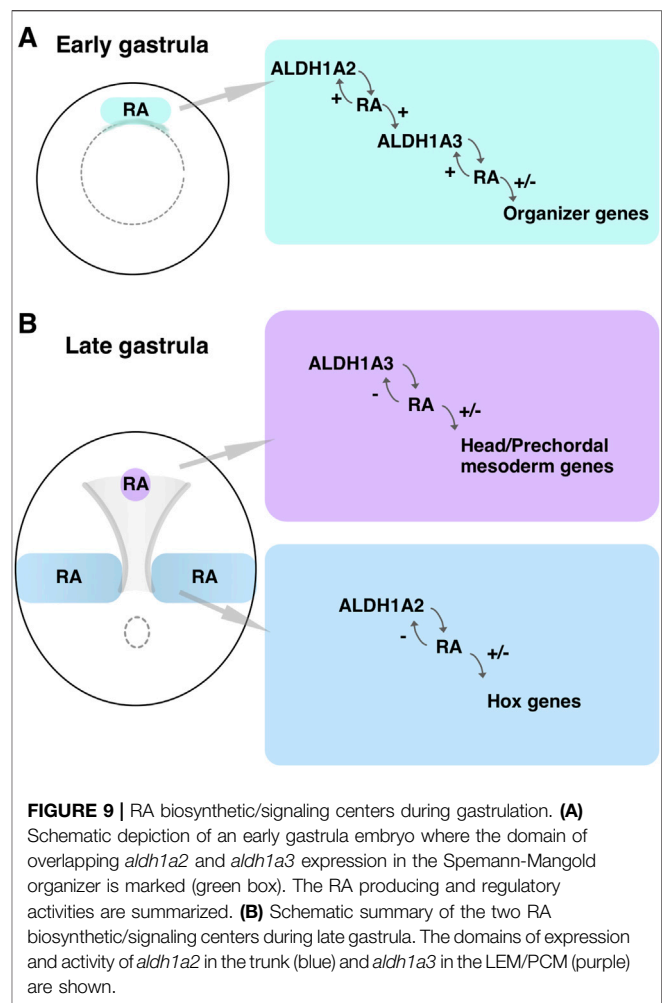 A
Early gastrula
RA
ALDH1A2
+ RA +
ALDH1A3
+ RA +/-
Organizer genes
B
Late gastrula
RA
RA RA
ALDH1A3
- RA +/-
Head/Prechordal
mesoderm genes
ALDH1A2
- RA +/-
Hox genes
FIGURE 9 | RA biosynthetic/signaling centers during gastrulation. (A)
Schematic depiction of an early gastrula embryo where the domain of
overlapping aldh1a2 and aldh1a3 expression in the Spemann-Mangold
organizer is marked (green box). The RA producing and regulatory
activities are summarized. (B) Schematic summary of the two RA
biosynthetic/signaling centers during late gastrula. The domains of expression
and activity of aldh1a2 in the trunk (blue) and aldh1a3 in the LEM/PCM (purple)
are shown.